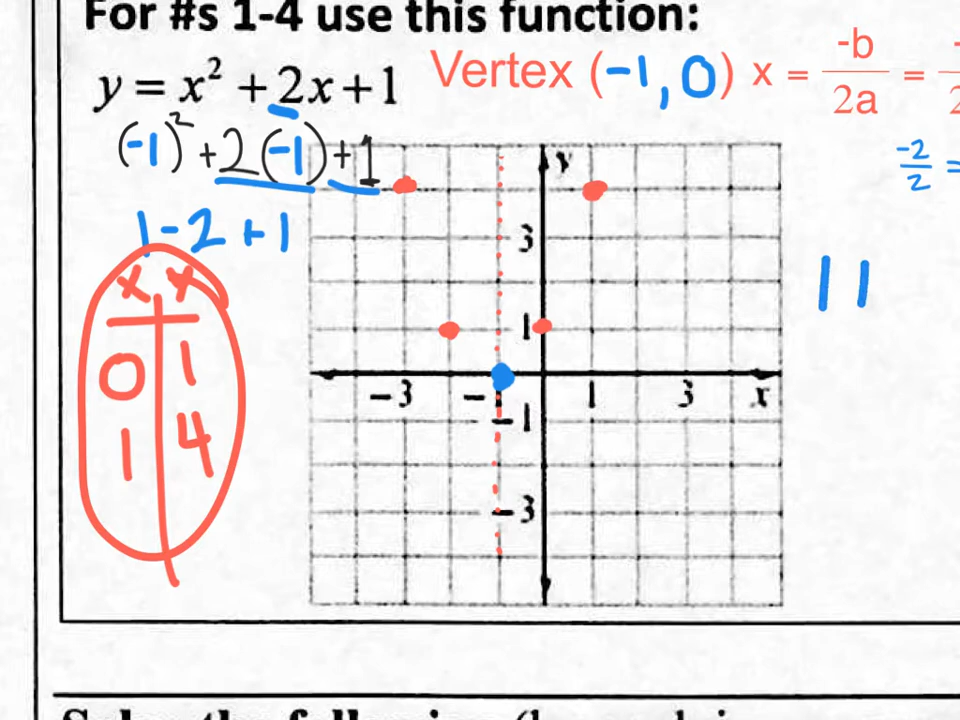 For #s 1-4 use this function:
y = x² + 2x + 1
Vertex (-1, 0) x = -b/2a =
(-1)² + 2(-1) + 1
-2/2 =
1 - 2 + 1
x y
0 1
1 4
y
3
1
-3 -1 1 3 x
-1
-3
11